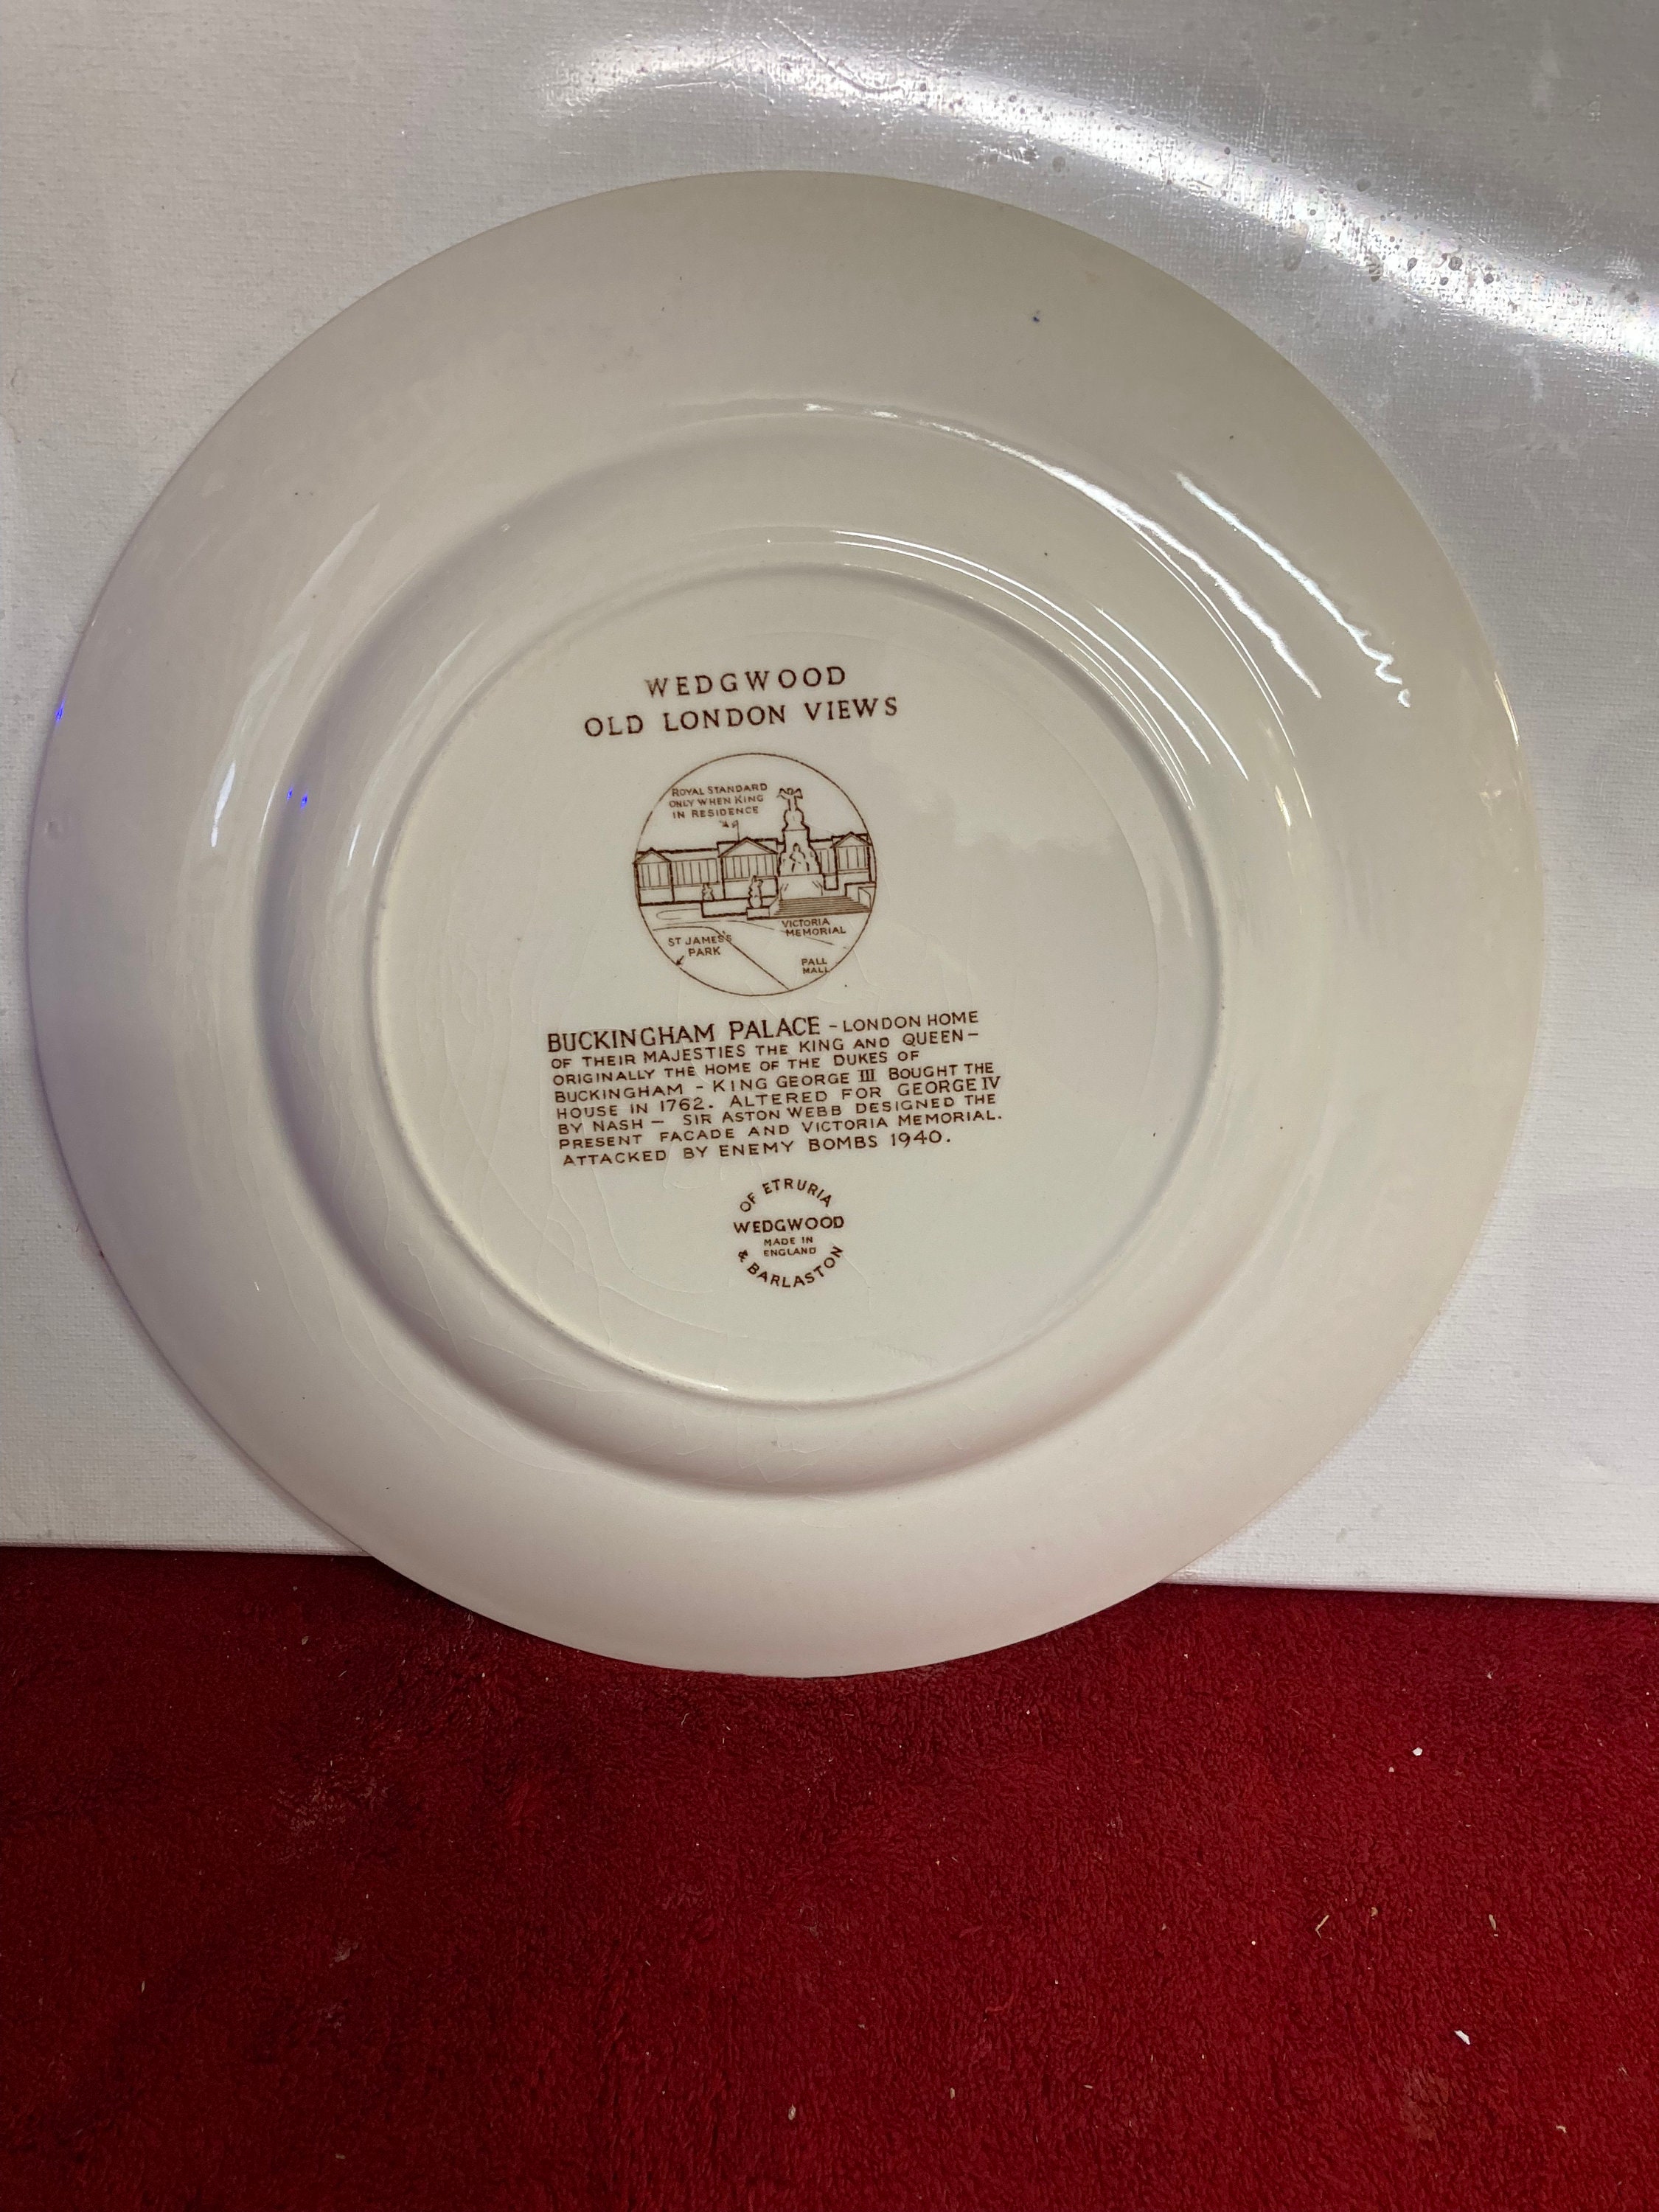 WEDGWOOD
OLD LONDON VIEWS
ROYAL STANDARD
ONLY WHEN KING
IN RESIDENCE
VICTORIA
MEMORIAL
ST JAMES'S
PARK
PALL
MALL
BUCKINGHAM PALACE - LONDON HOME
OF THEIR MAJESTIES THE KING AND QUEEN -
ORIGINALLY THE HOME OF THE DUKES OF
BUCKINGHAM - KING GEORGE III BOUGHT THE
HOUSE IN 1762. ALTERED FOR GEORGE IV
BY NASH - SIR ASTON WEBB DESIGNED THE
PRESENT FACADE AND VICTORIA MEMORIAL.
ATTACKED BY ENEMY BOMBS 1940.
OF ETRURIA
WEDGWOOD
MADE IN
ENGLAND
& BARLASTON